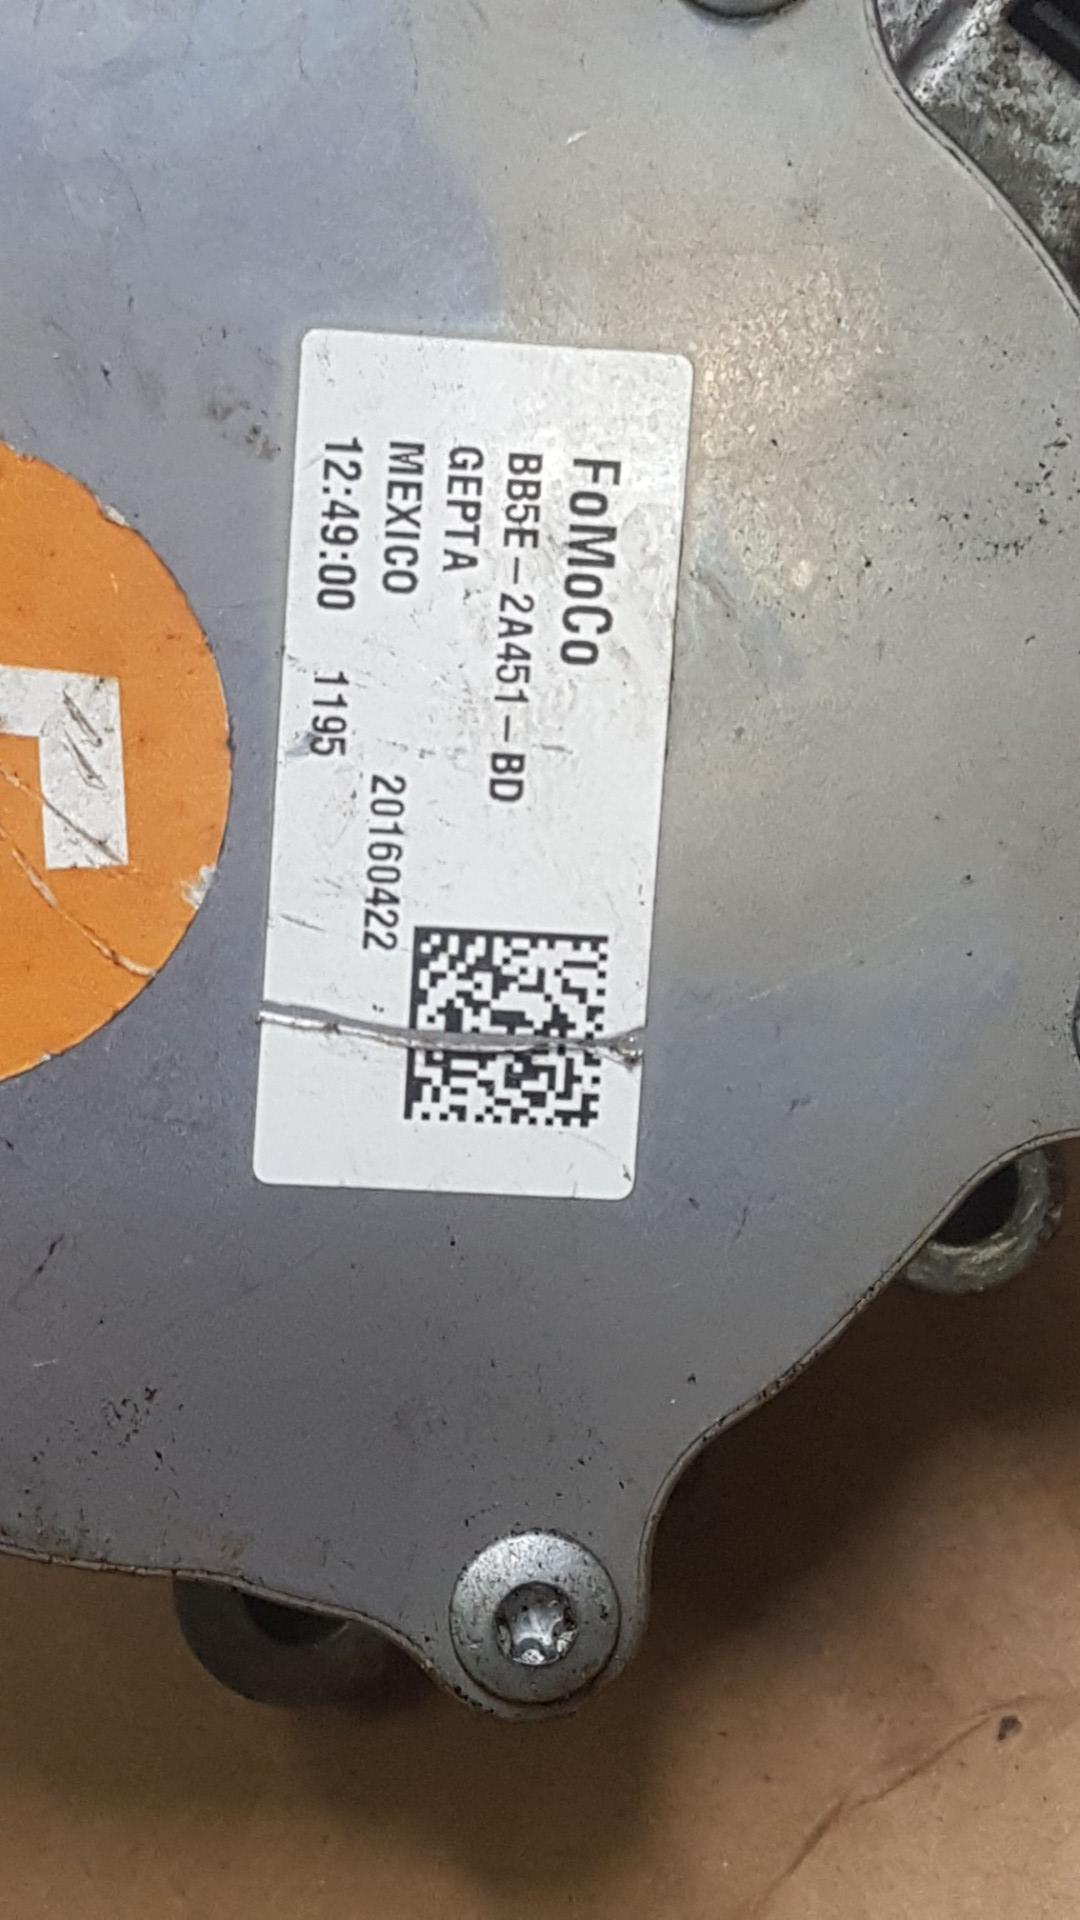 FoMoCo
BB5E-2A451-BD
GEPTA
MEXICO 20160422
12:49:00 1195